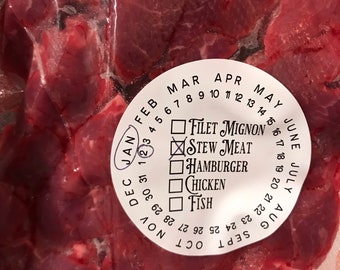 JAN FEB MAR APR MAY JUNE JULY AUG SEPT OCT NOV DEC
1 2 3 4 5 6 7 8 9 10 11 12 13 14 15 16 17 18 19 20 21 22 23 24 25 26 27 28 29 30 31
Filet Mignon
Stew Meat
Hamburger
Chicken
Fish